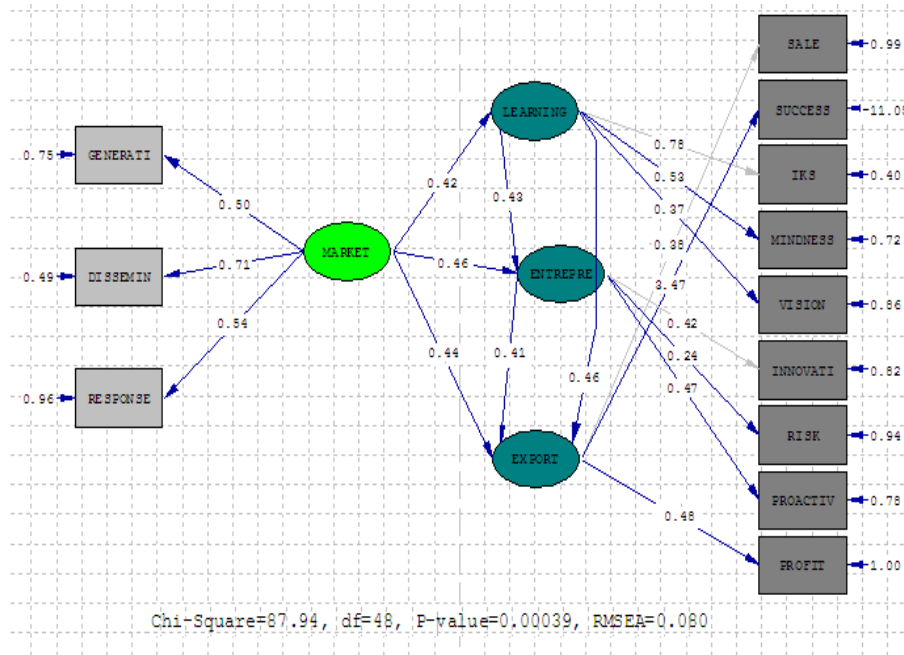 SALE
0.99
SUCCESS
-11.05
LEARNING
0.75
GENERATI
0.78
IKS
0.40
0.53
0.42
0.43
0.50
0.37
MINDNESS
0.72
0.38
MARKET
0.71
0.46
ENTREPRE
0.49
DISSEMIN
3.47
VISION
0.86
0.42
0.54
0.44
0.41
0.24
0.46
INNOVATI
0.82
0.47
0.96
RESPONSE
RISK
0.94
EXPORT
PROACTIV
0.78
0.48
PROFIT
1.00
Chi-Square=87.94, df=48, P-value=0.00039, RMSEA=0.080